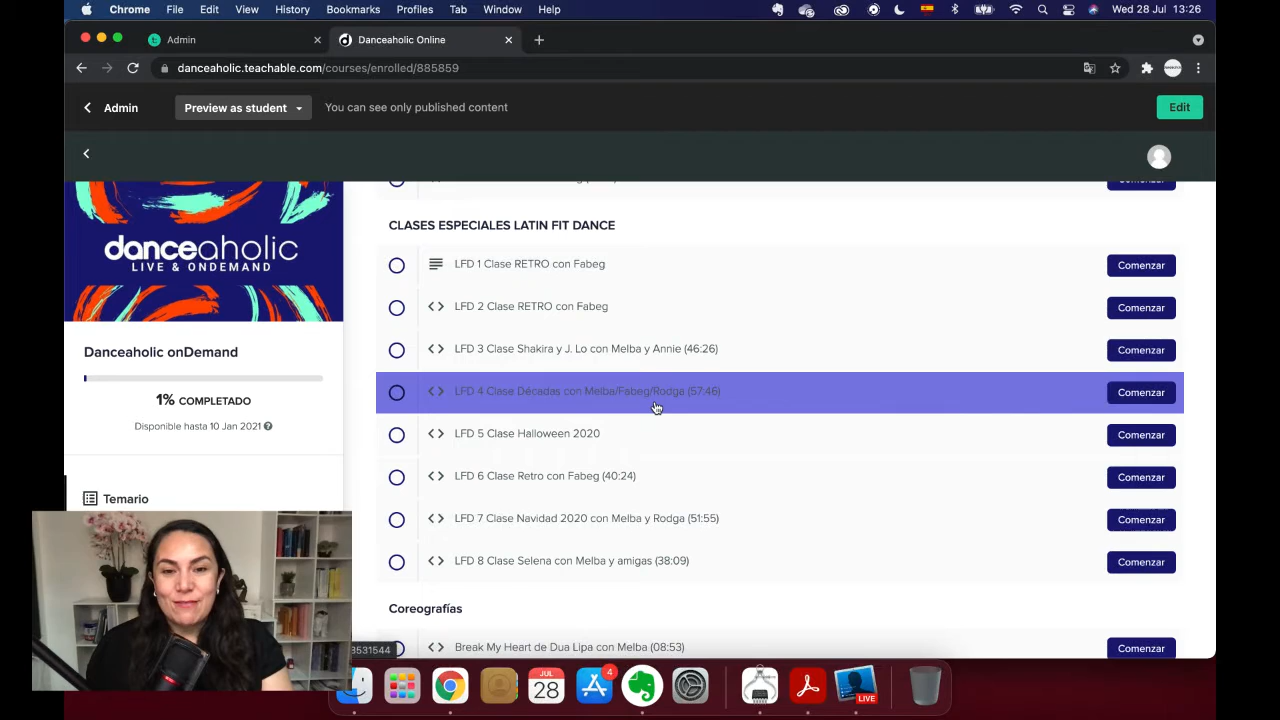 Chrome File Edit View History Bookmarks Profiles Tab Window Help Wed 28 Jul 13:26
Admin Danceaholic Online
danceaholic.teachable.com/courses/enrolled/885859
Admin Preview as student You can see only published content Edit
danceaholic
LIVE & ONDEMAND
Danceaholic onDemand
1% COMPLETADO
Disponible hasta 10 Jan 2021
Temario
Comenzar
CLASES ESPECIALES LATIN FIT DANCE
LFD 1 Clase RETRO con Fabeg Comenzar
LFD 2 Clase RETRO con Fabeg Comenzar
LFD 3 Clase Shakira y J. Lo con Melba y Annie (46:26) Comenzar
LFD 4 Clase Décadas con Melba/Fabeg/Rodga (57:46) Comenzar
LFD 5 Clase Halloween 2020 Comenzar
LFD 6 Clase Retro con Fabeg (40:24) Comenzar
LFD 7 Clase Navidad 2020 con Melba y Rodga (51:55) Comenzar
LFD 8 Clase Selena con Melba y amigas (38:09) Comenzar
Coreografías
Break My Heart de Dua Lipa con Melba (08:53) Comenzar
3531544
JUL
28
4
LIVE